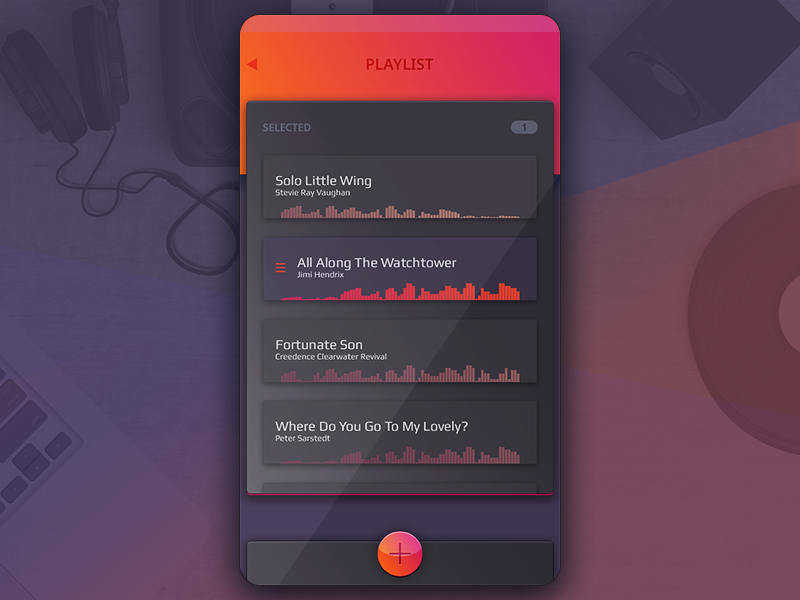 PLAYLIST
SELECTED 1
Solo Little Wing
Stevie Ray Vaughan
All Along The Watchtower
Jimi Hendrix
Fortunate Son
Creedence Clearwater Revival
Where Do You Go To My Lovely?
Peter Sarstedt